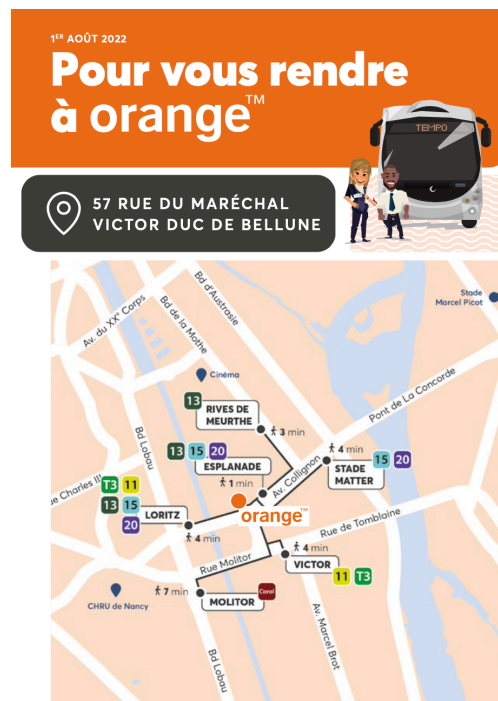 1ER AOÛT 2022
Pour vous rendre
à orange™
TEMPO
57 RUE DU MARÉCHAL
VICTOR DUC DE BELLUNE
Bd d'Austrasie
Av. du XXe Corps
Bd de la Mothe
Stade
Marcel Picot
Cinéma
Pont de La Concorde
13
RIVES DE
MEURTHE
3 min
Bd Lobau
13 15 20
ESPLANADE
1 min
Av. Collignon
4 min
15 20
STADE
MATTER
Charles III
T3 11
13 15
20
LORITZ
4 min
orange™
Rue de Tomblaine
Rue Molitor
4 min
VICTOR
11 T3
7 min
MOLITOR
Corol
CHRU de Nancy
Bd Lobau
Av. Marcel Brot